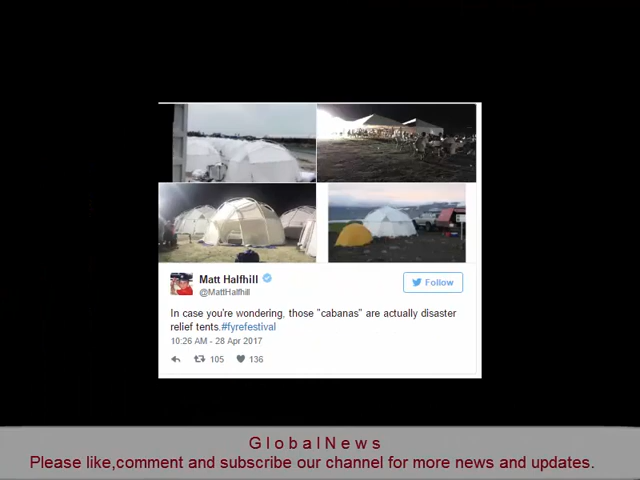 Matt Halfhill
@MattHalfhill
Follow
In case you're wondering, those "cabanas" are actually disaster
relief tents.#fyrefestival
10:26 AM - 28 Apr 2017
105 136
G l o b a l N e w s
Please like,comment and subscribe our channel for more news and updates.